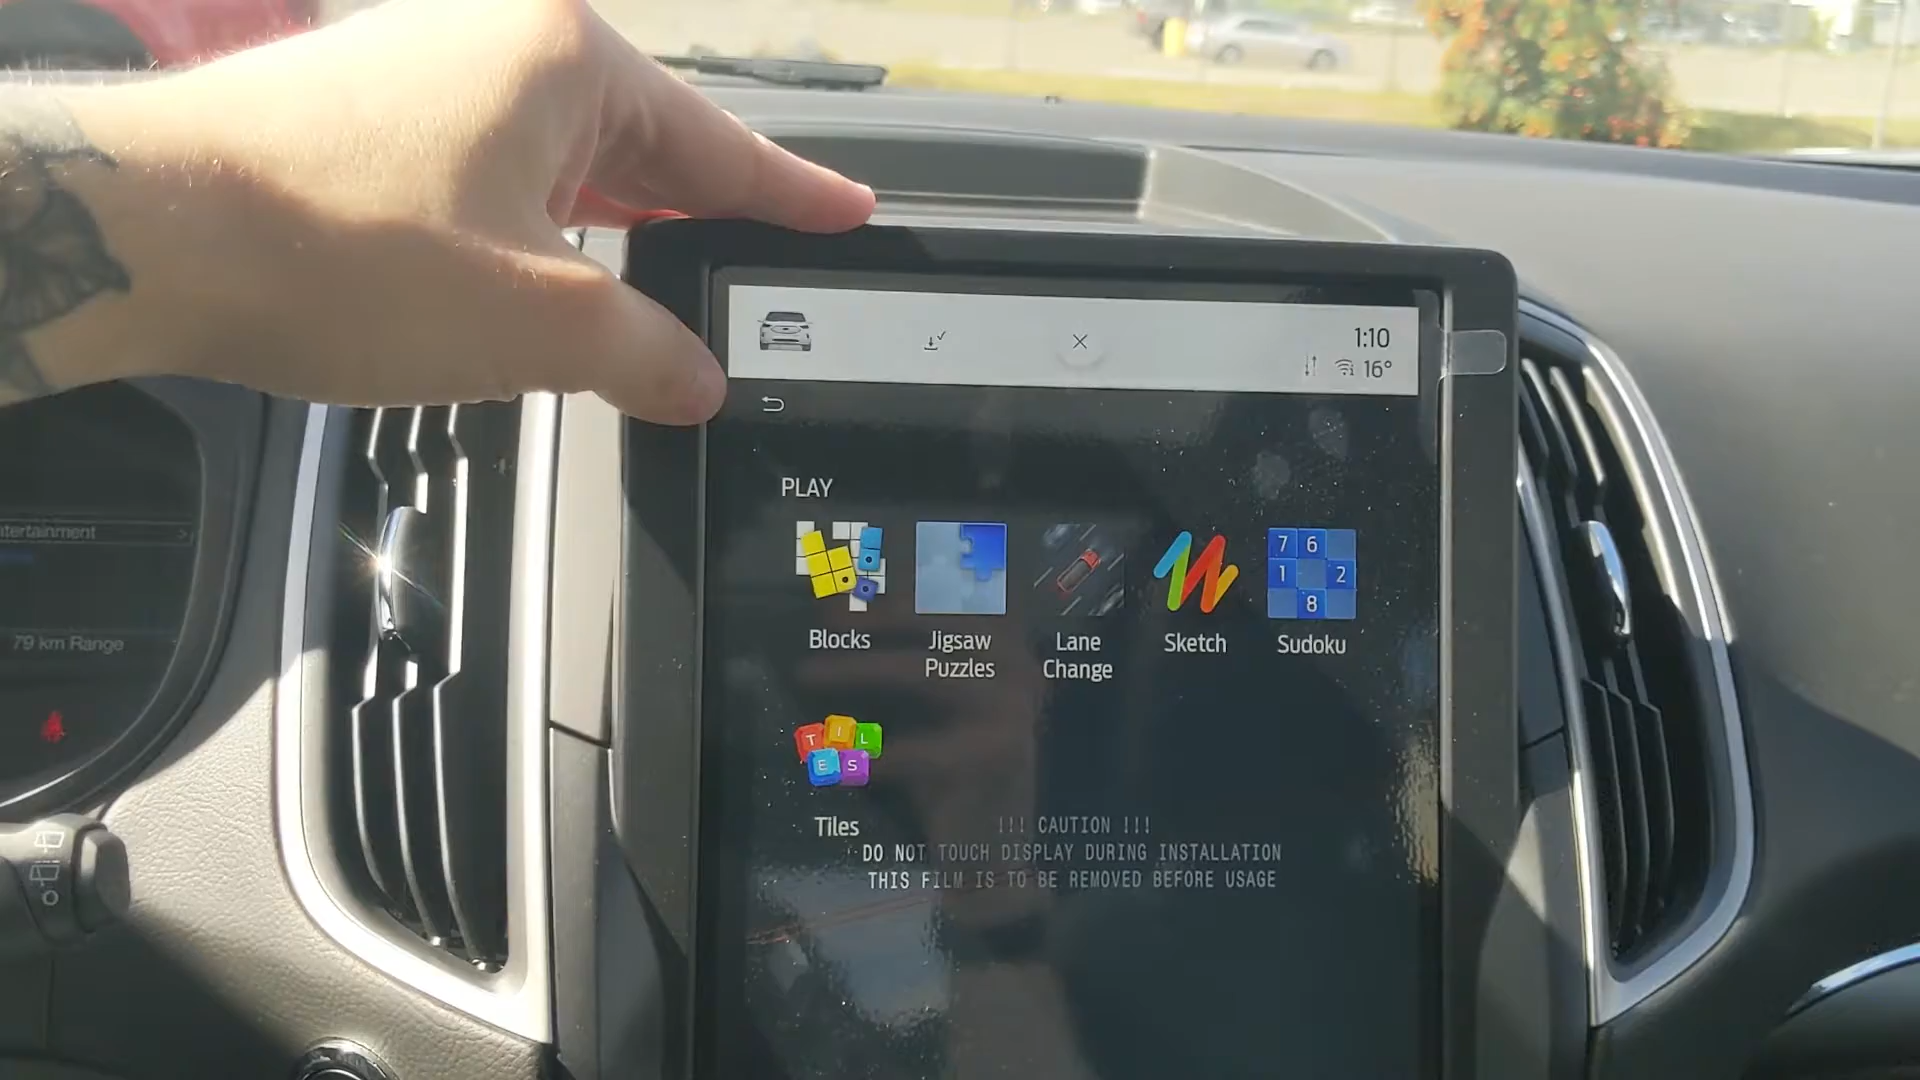 1:10
16°
PLAY
7 6
1 2
8
Blocks
Jigsaw
Puzzles
Lane
Change
Sketch
Sudoku
T I L
E S
Tiles
!!! CAUTION !!!
DO NOT TOUCH DISPLAY DURING INSTALLATION
THIS FILM IS TO BE REMOVED BEFORE USAGE
79 km Range